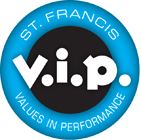 ST. FRANCIS
v.i.p.
VALUES IN PERFORMANCE